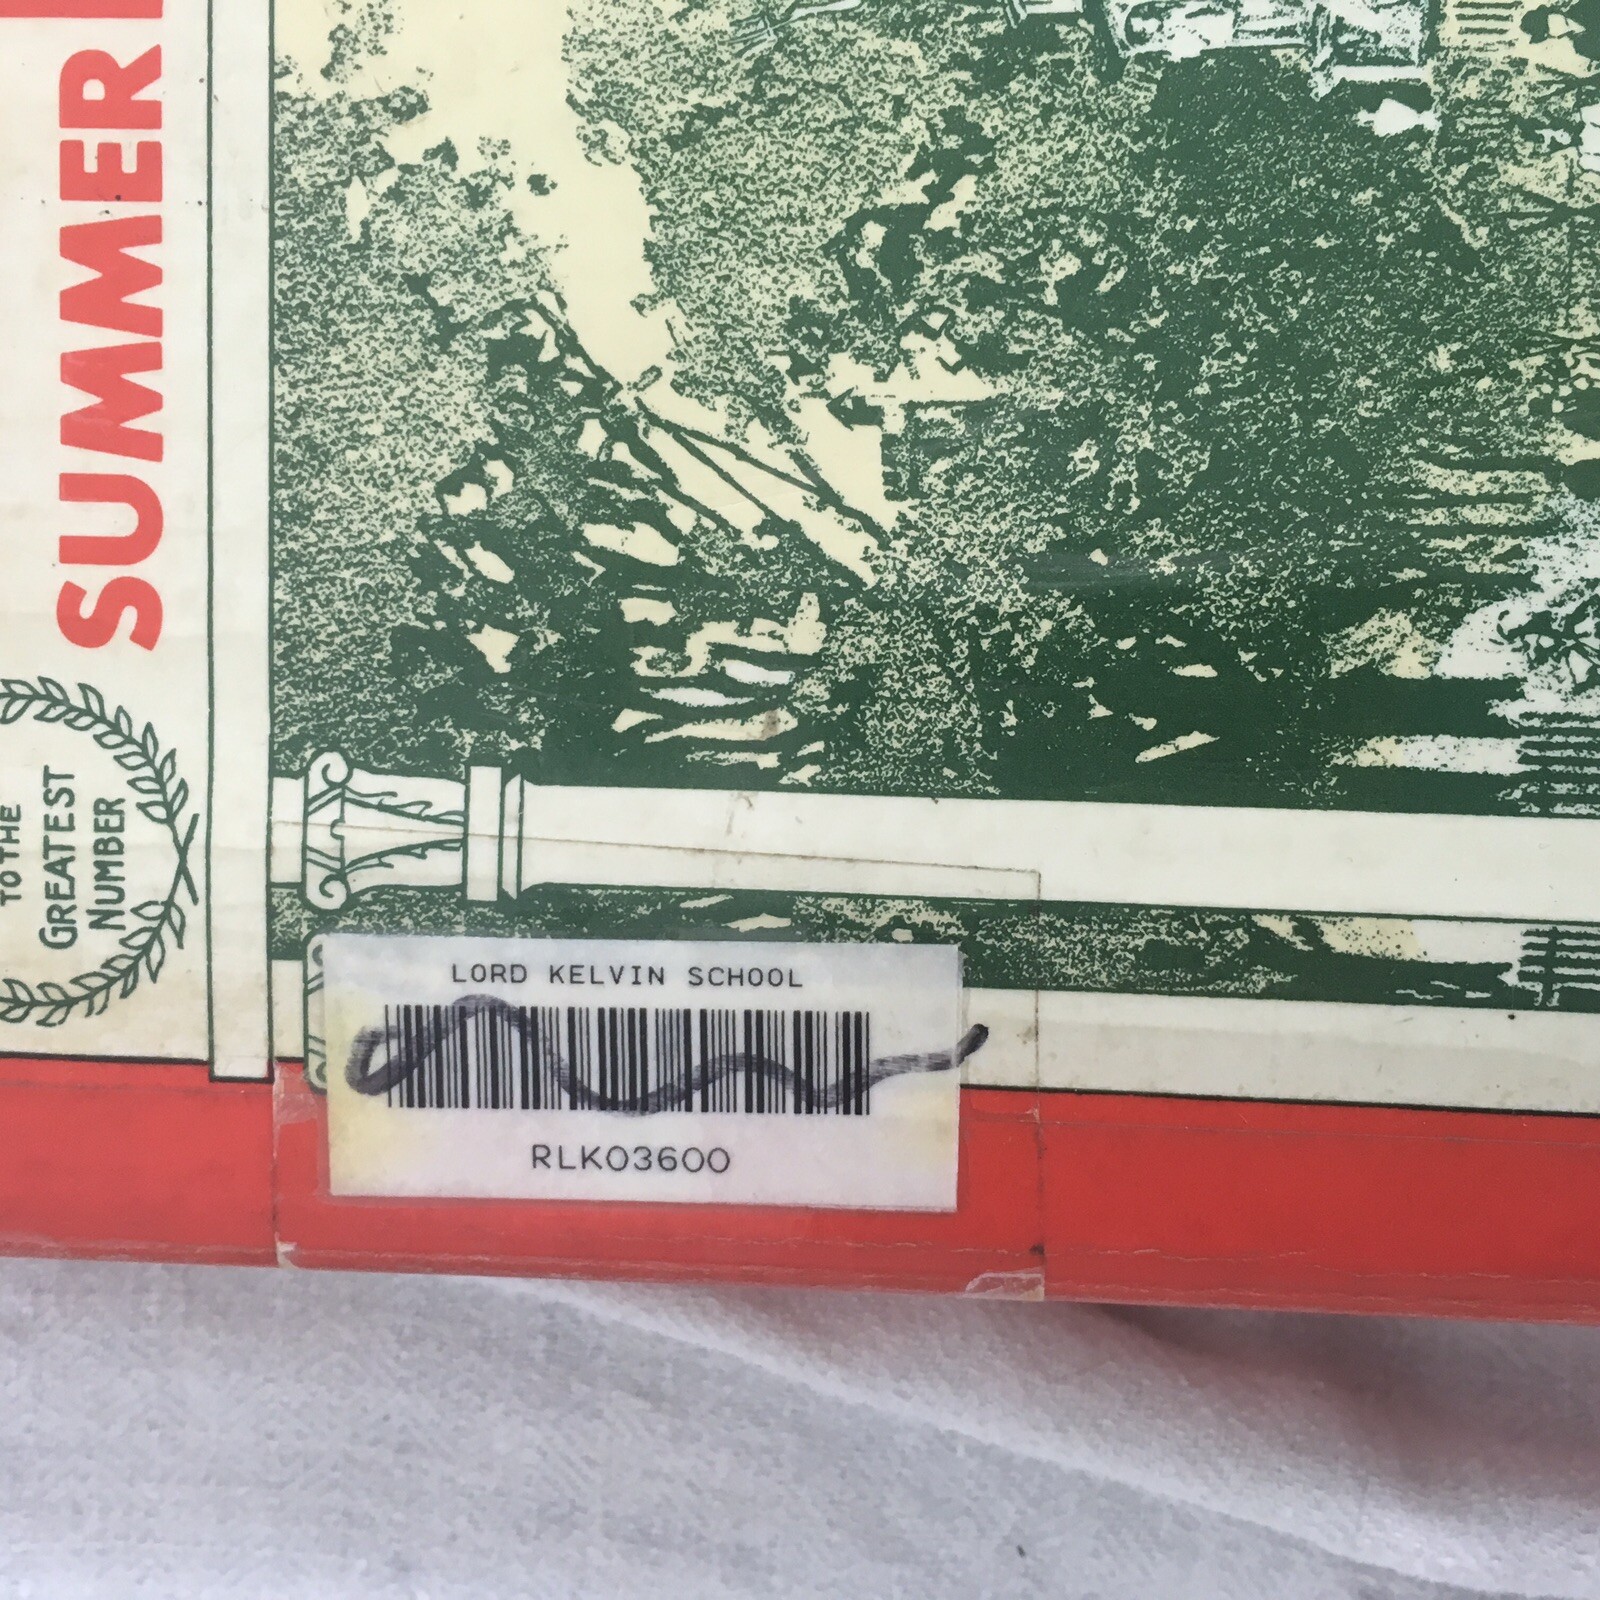 SUMMER
TO THE
GREATEST
NUMBER
LORD KELVIN SCHOOL
RLK03600